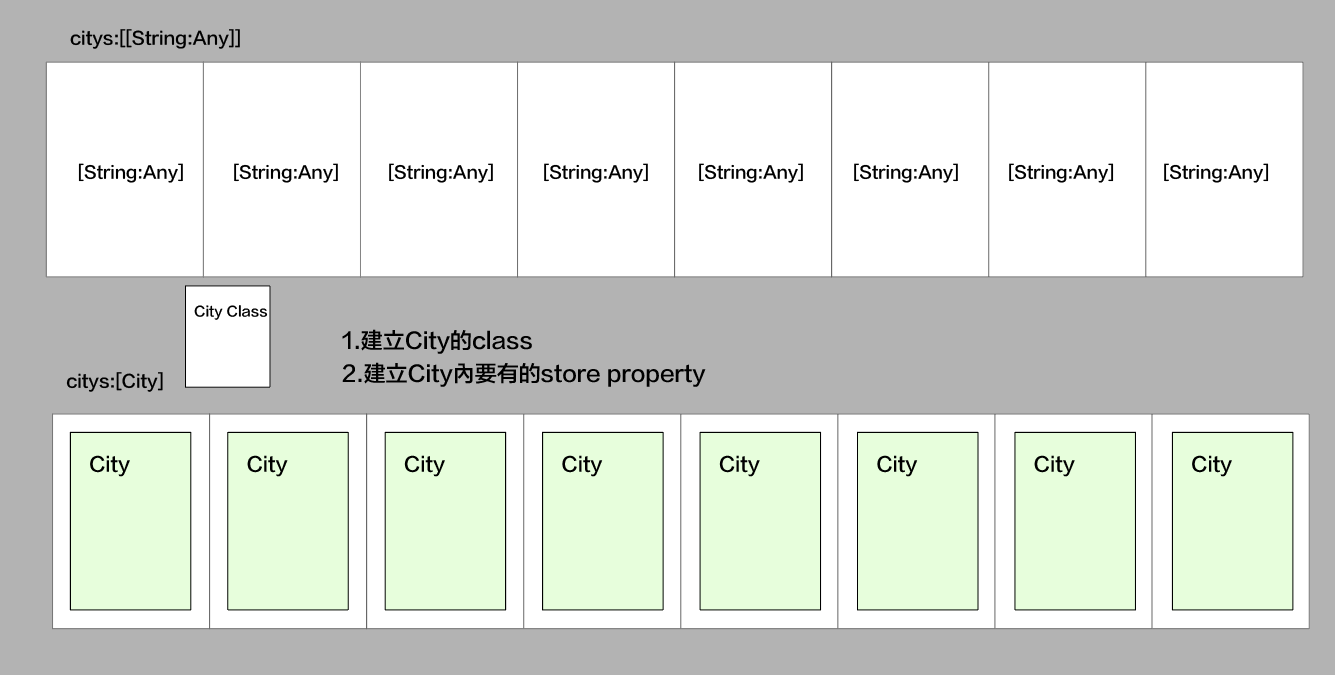 citys:[[String:Any]]
[String:Any] [String:Any] [String:Any] [String:Any] [String:Any] [String:Any] [String:Any] [String:Any]
City Class
1.建立City的class
2.建立City內要有的store property
citys:[City]
City City City City City City City City